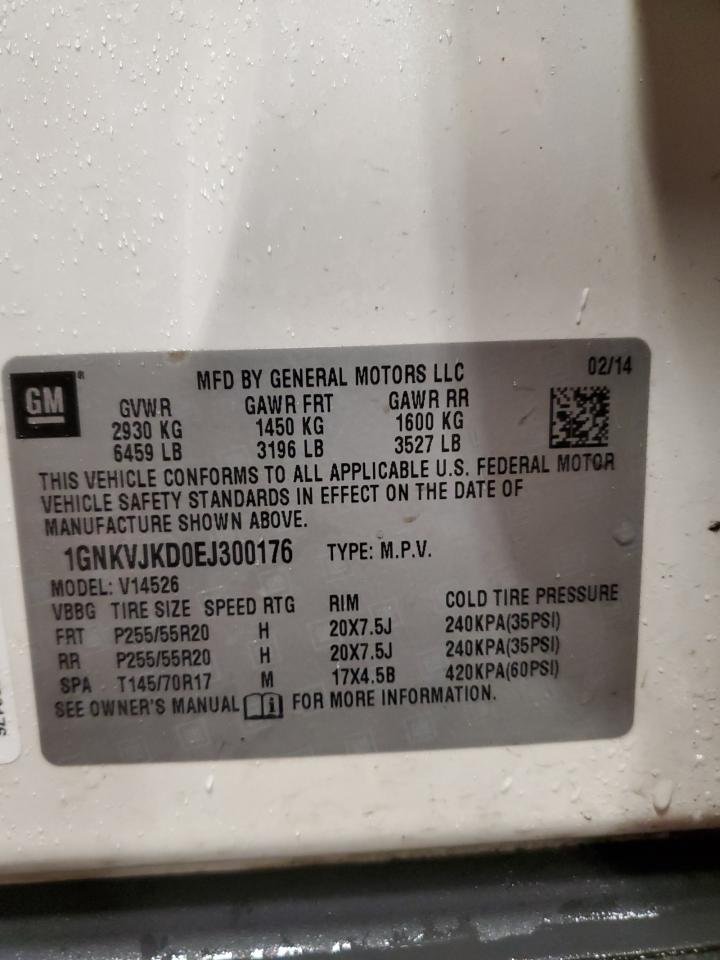 GM® MFD BY GENERAL MOTORS LLC 02/14
GVWR GAWR FRT GAWR RR
2930 KG 1450 KG 1600 KG
6459 LB 3196 LB 3527 LB
THIS VEHICLE CONFORMS TO ALL APPLICABLE U.S. FEDERAL MOTOR
VEHICLE SAFETY STANDARDS IN EFFECT ON THE DATE OF
MANUFACTURE SHOWN ABOVE.
1GNKVJKD0EJ300176 TYPE: M.P.V.
MODEL: V14526
VBBG TIRE SIZE SPEED RTG RIM COLD TIRE PRESSURE
FRT P255/55R20 H 20X7.5J 240KPA(35PSI)
RR P255/55R20 H 20X7.5J 240KPA(35PSI)
SPA T145/70R17 M 17X4.5B 420KPA(60PSI)
SEE OWNER'S MANUAL i FOR MORE INFORMATION.